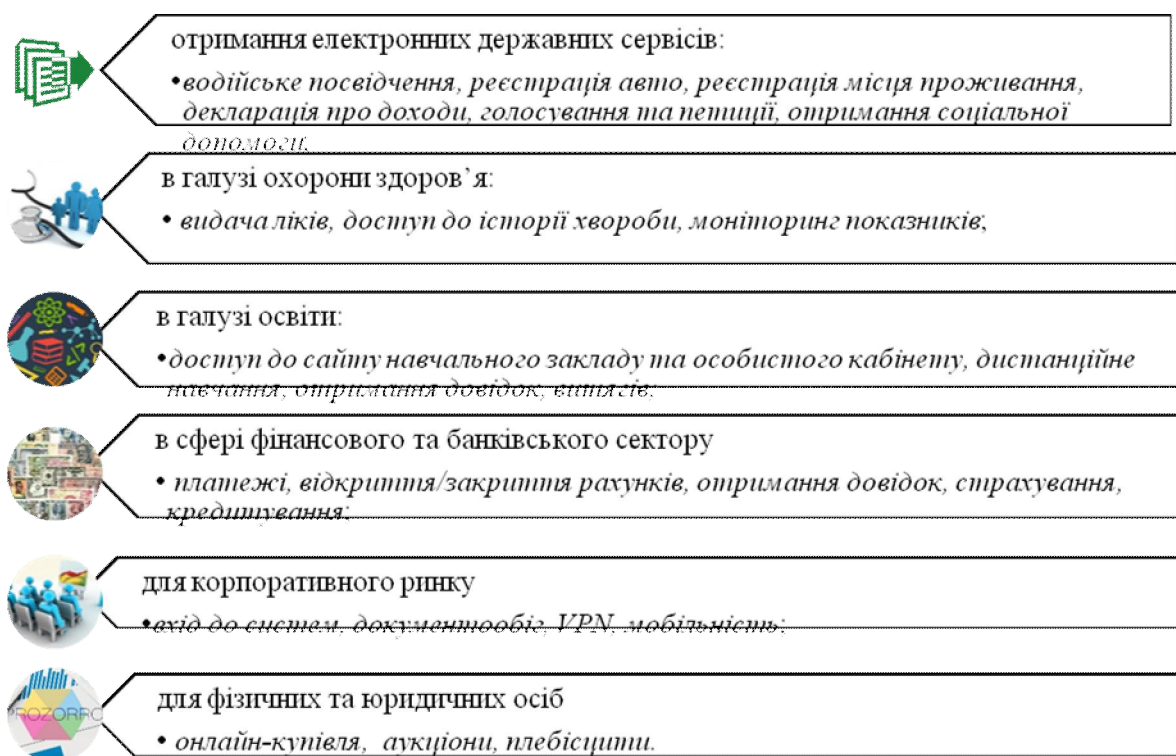 отримання електронних державних сервісів:
•водійське посвідчення, реєстрація авто, реєстрація місця проживання,
декларація про доходи, голосування та петиції, отримання соціальної
допомоги;
в галузі охорони здоров’я:
• видача ліків, доступ до історії хвороби, моніторинг показників;
в галузі освіти:
•доступ до сайту навчального закладу та особистого кабінету, дистанційне
навчання, отримання довідок, витягів;
в сфері фінансового та банківського сектору
• платежі, відкриття/закриття рахунків, отримання довідок, страхування,
кредитування;
для корпоративного ринку
•вхід до систем, документообіг, VPN, мобільність;
PROZORRO
для фізичних та юридичних осіб
• онлайн-купівля, аукціони, плебісцити.